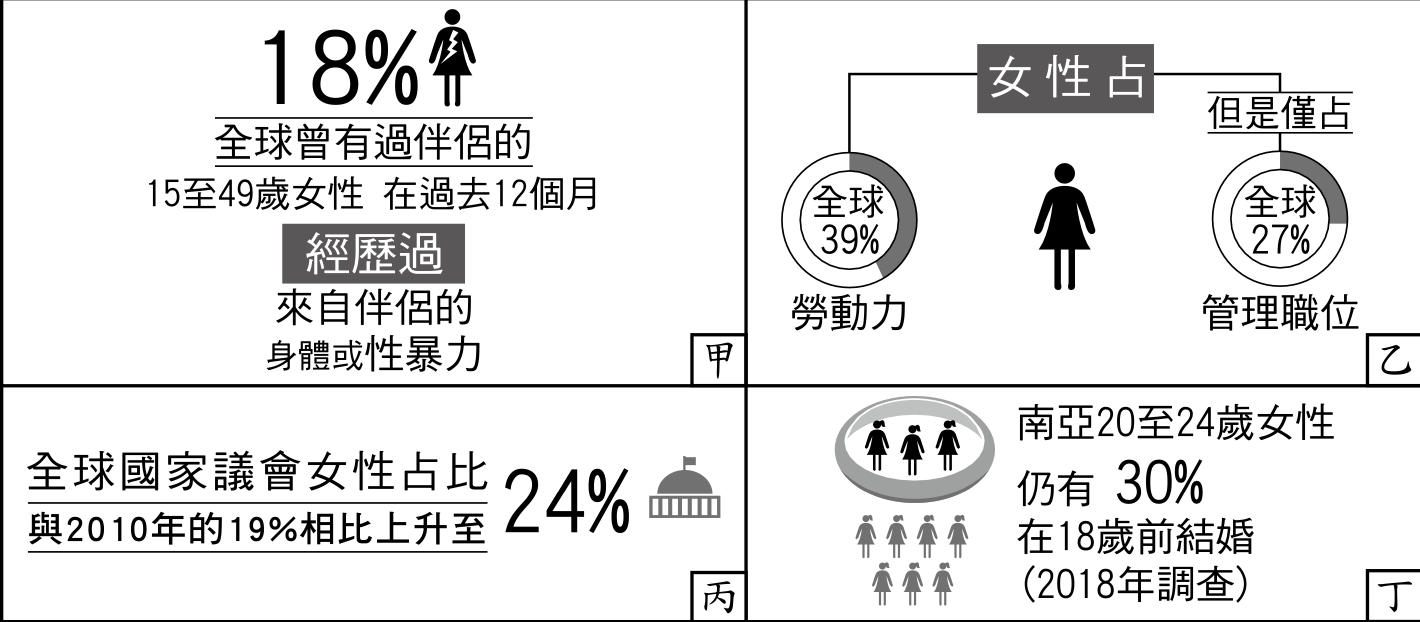 18%
全球曾有過伴侶的
15至49歲女性 在過去12個月
經歷過
來自伴侶的
身體或性暴力
甲
女性占
但是僅占
全球
39%
勞動力
全球
27%
管理職位
乙
全球國家議會女性占比
與2010年的19%相比上升至
24%
丙
南亞20至24歲女性
仍有 30%
在18歲前結婚
(2018年調查)
丁